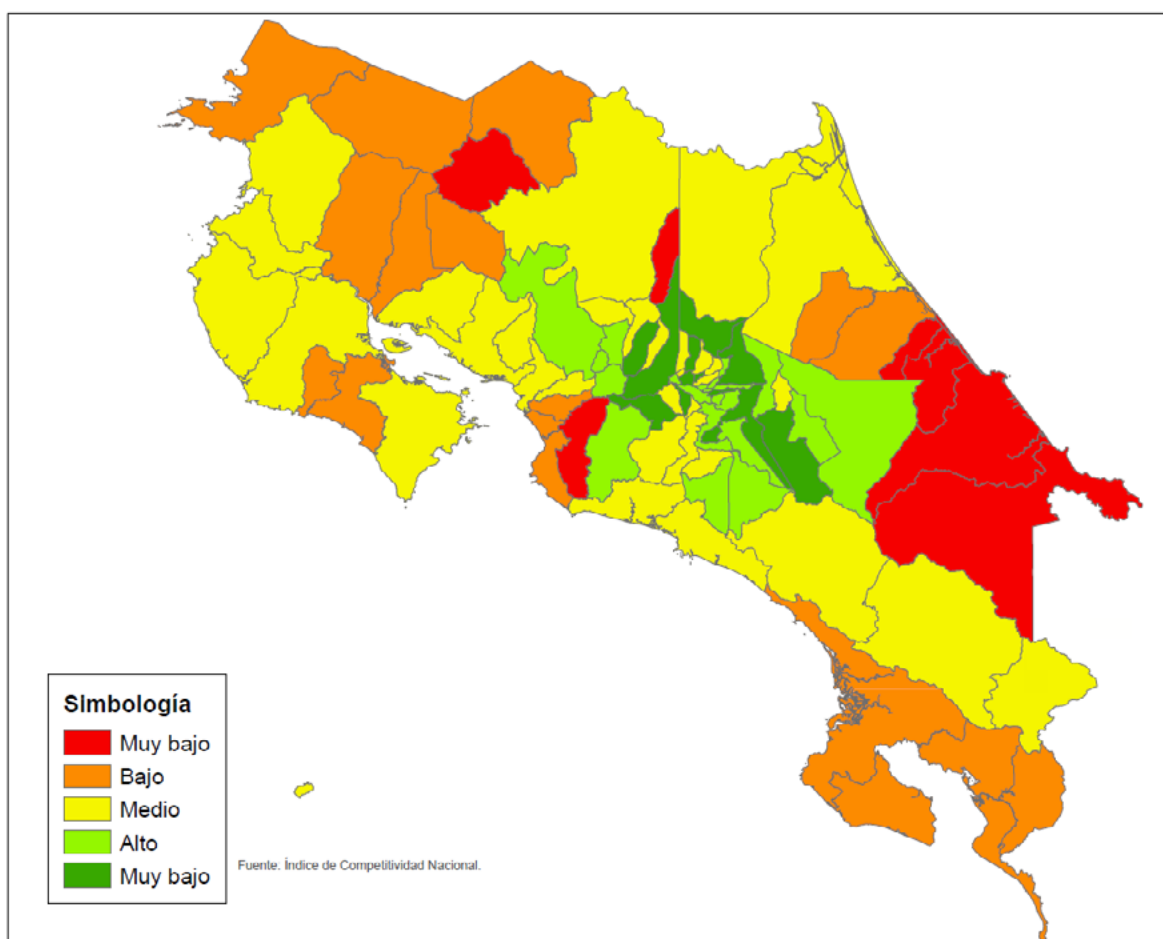 Simbología
Muy bajo
Bajo
Medio
Alto
Muy bajo
Fuente. Índice de Competitividad Nacional.